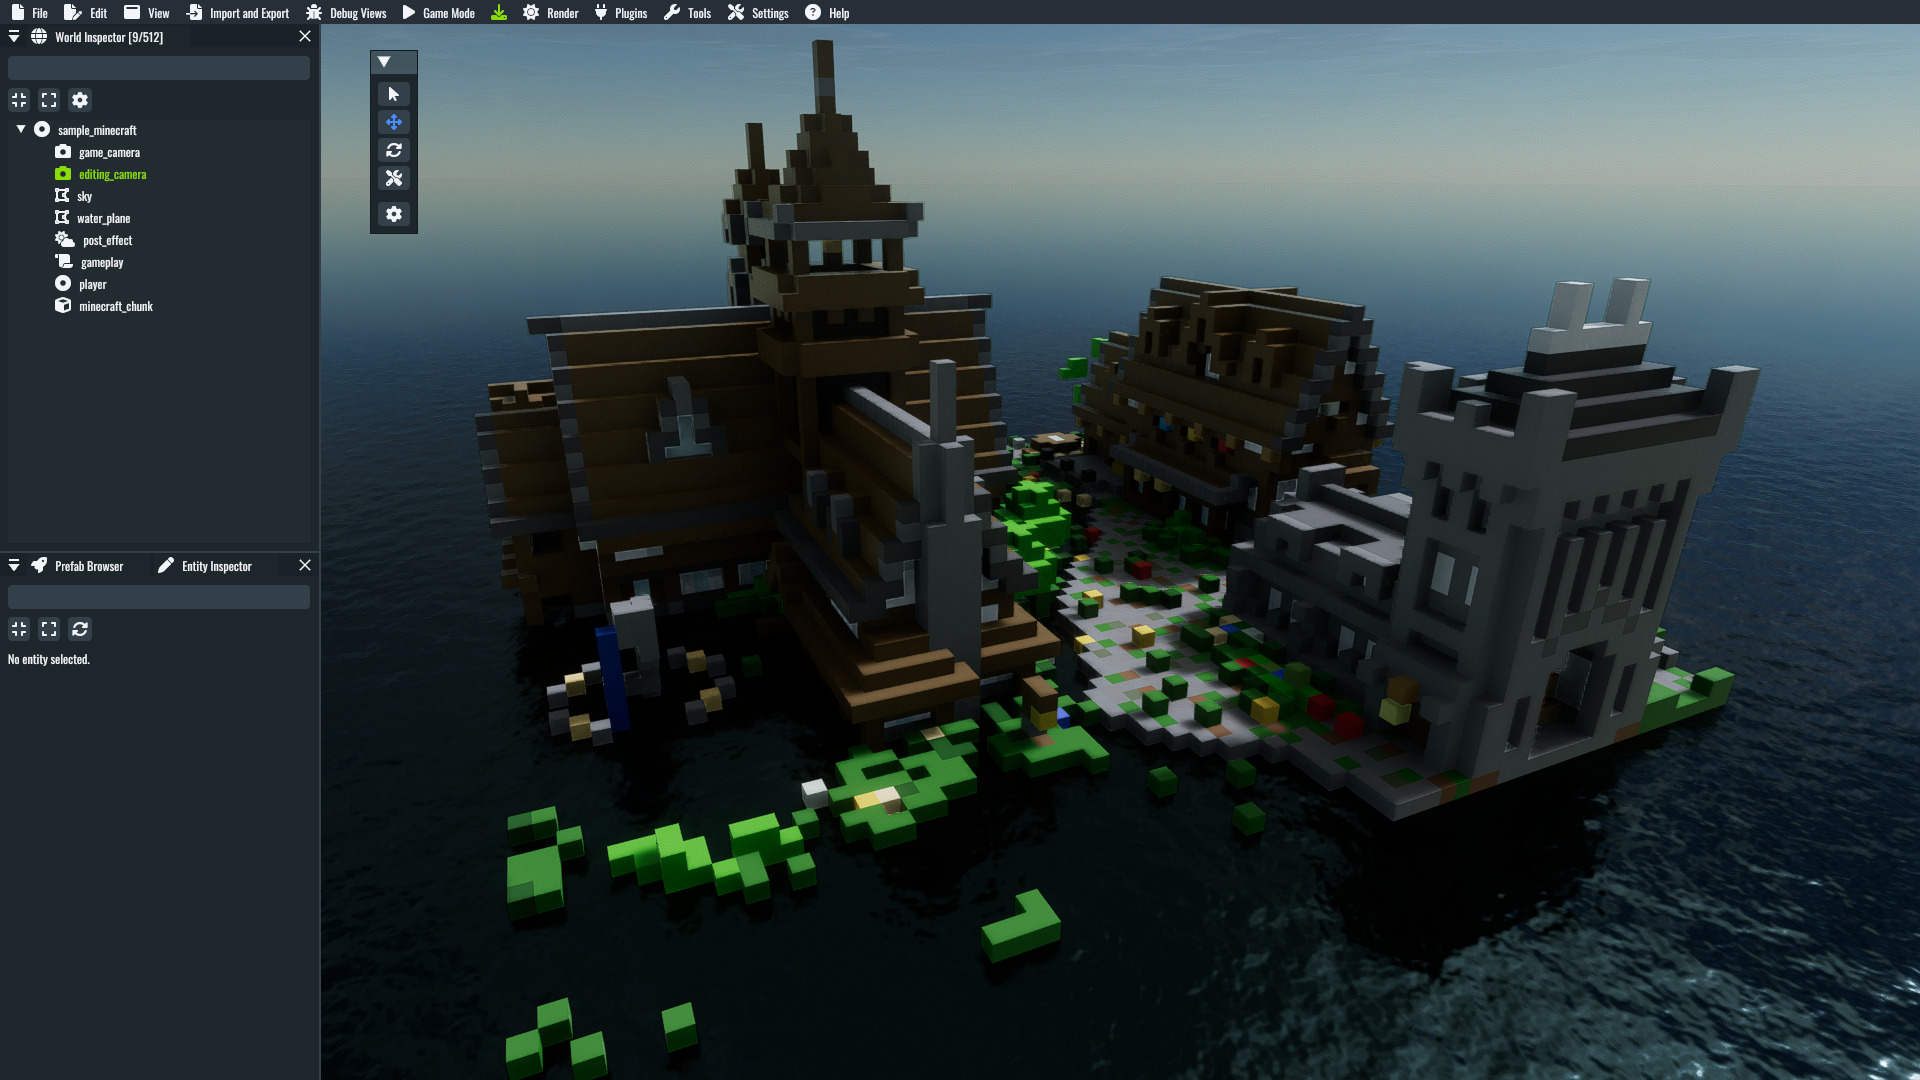 File Edit View Import and Export Debug Views Game Mode Render Plugins Tools Settings Help
World Inspector [9/512]
sample_minecraft
game_camera
editing_camera
sky
water_plane
post_effect
gameplay
player
minecraft_chunk
Prefab Browser Entity Inspector
No entity selected.